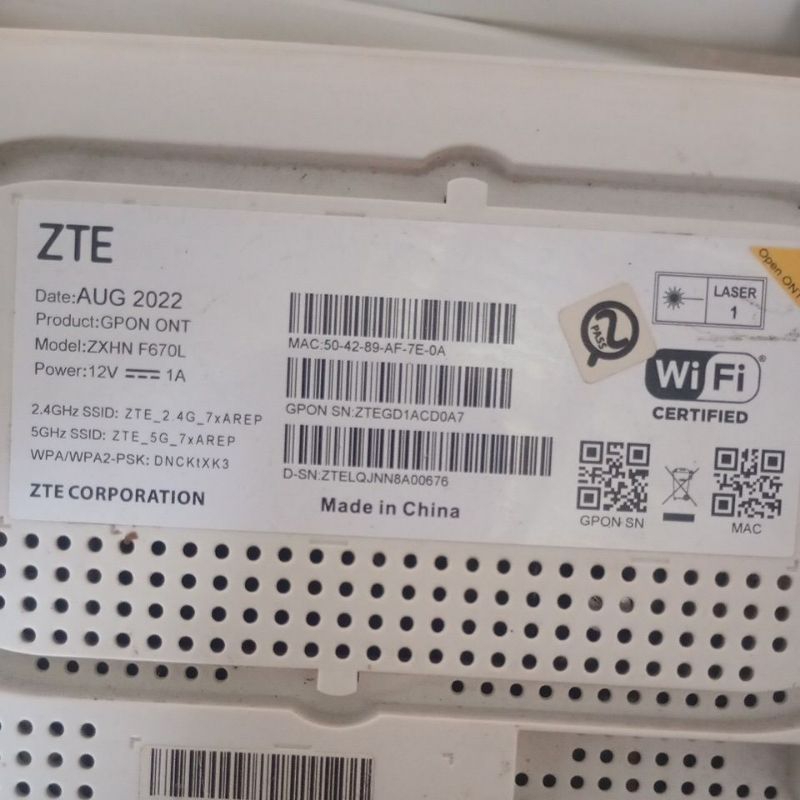 ZTE
Date:AUG 2022
Product:GPON ONT
Model:ZXHN F670L
Power:12V 1A
2.4GHz SSID: ZTE_2.4G_7xAREP
5GHz SSID: ZTE_5G_7xAREP
WPA/WPA2-PSK: DNCKtXK3
ZTE CORPORATION
MAC:50-42-89-AF-7E-0A
GPON SN:ZTEGD1ACD0A7
D-SN:ZTELQJNN8A00676
Made in China
PASS
LASER
1
Open ONT
Wi Fi®
CERTIFIED
GPON SN
MAC